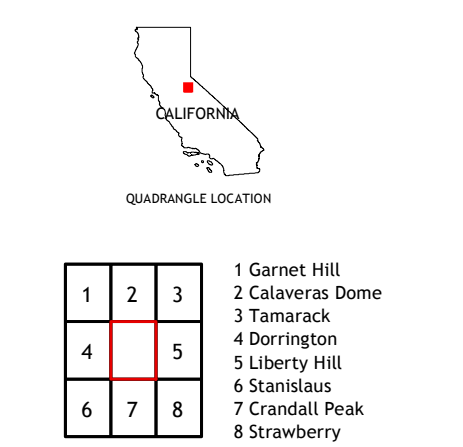 CALIFORNIA
QUADRANGLE LOCATION
1 2 3
4 5
6 7 8
1 Garnet Hill
2 Calaveras Dome
3 Tamarack
4 Dorrington
5 Liberty Hill
6 Stanislaus
7 Crandall Peak
8 Strawberry